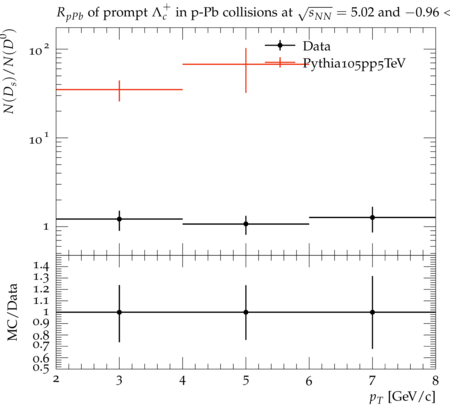 R_{pPb} of prompt Λ_c^+ in p-Pb collisions at √s_{NN} = 5.02 and −0.96 <
N(D_s)/N(D^0)
10^2
10^1
1
Data
Pythia105pp5TeV
MC/Data
1.4
1.3
1.2
1.1
1
0.9
0.8
0.7
0.6
0.5
2 3 4 5 6 7 8
p_T [GeV/c]